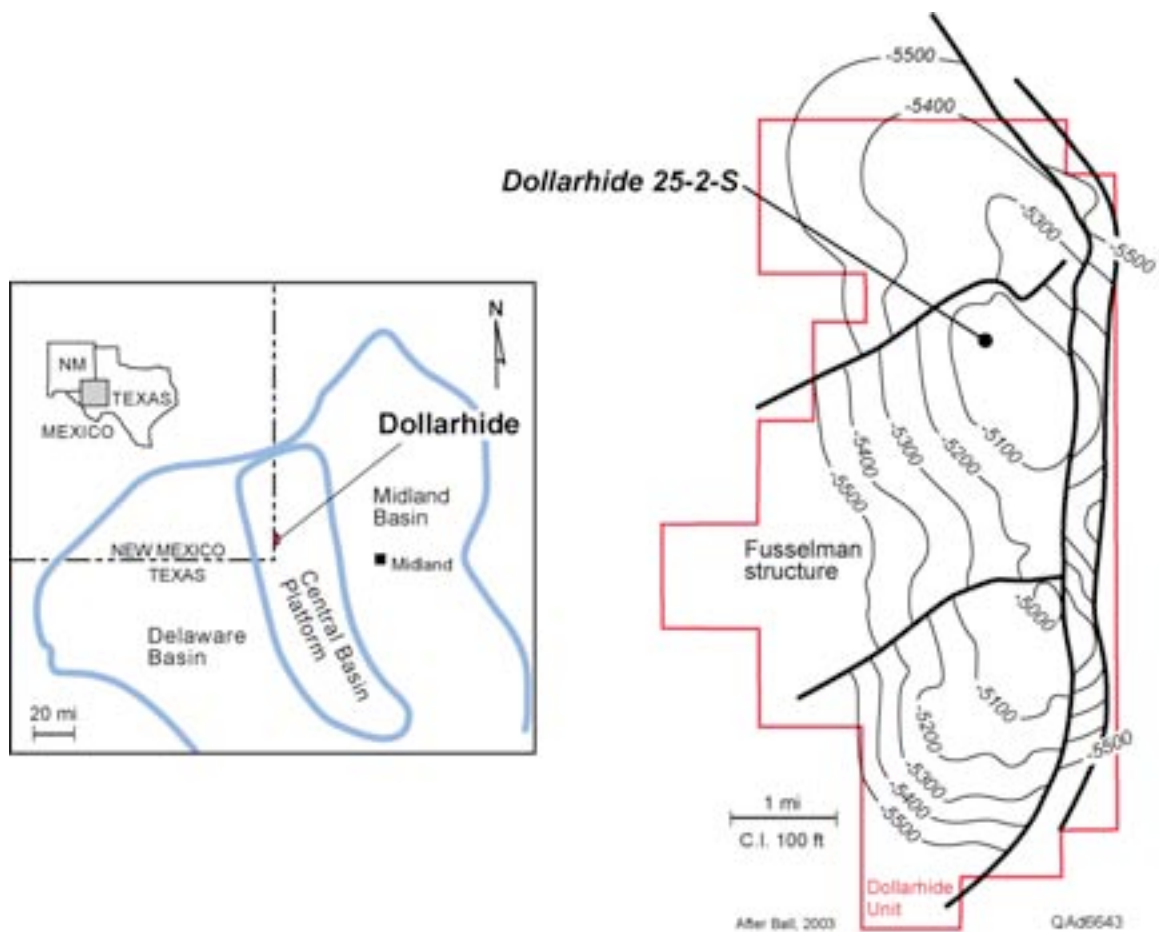 -5500
-5400
Dollarhide 25-2-S
-5300
-5500
N
NM
TEXAS
MEXICO
Dollarhide
Midland
Basin
Midland
NEW MEXICO
TEXAS
Delaware
Basin
Central Basin
Platform
20 mi
-5100
-5200
-5300
-5400
-5500
Fusselman
structure
-5000
-5100
-5200
-5500
-5300
-5400
-5500
1 mi
C.I. 100 ft
Dollarhide
Unit
After Ball, 2003
QAd6643